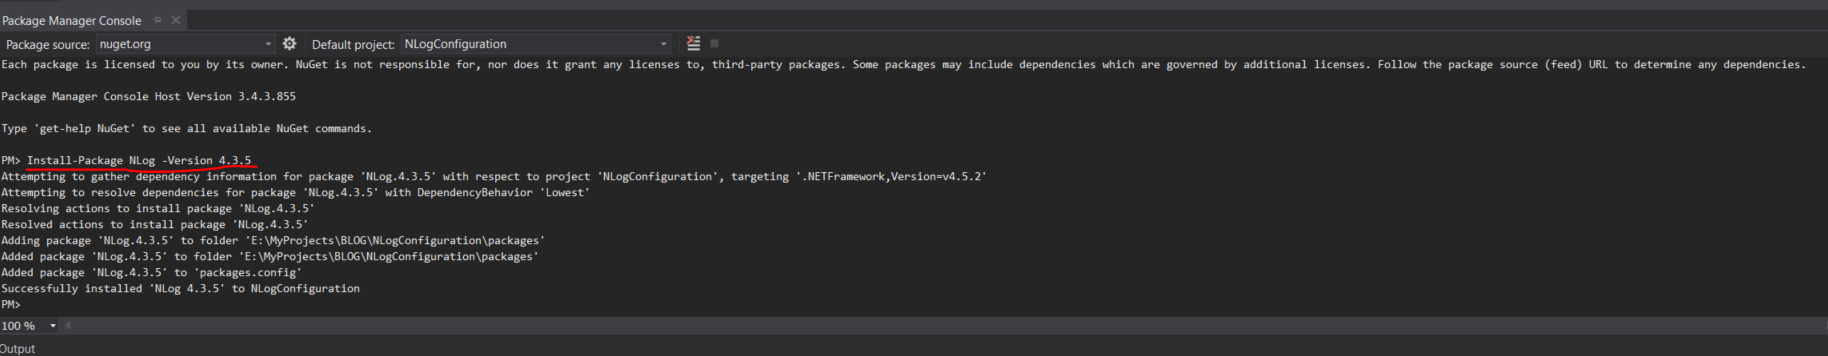 Package Manager Console
Package source: nuget.org Default project: NLogConfiguration
Each package is licensed to you by its owner. NuGet is not responsible for, nor does it grant any licenses to, third-party packages. Some packages may include dependencies which are governed by additional licenses. Follow the package source (feed) URL to determine any dependencies.
Package Manager Console Host Version 3.4.3.855
Type 'get-help NuGet' to see all available NuGet commands.
PM> Install-Package NLog -Version 4.3.5
Attempting to gather dependency information for package 'NLog.4.3.5' with respect to project 'NLogConfiguration', targeting '.NETFramework,Version=v4.5.2'
Attempting to resolve dependencies for package 'NLog.4.3.5' with DependencyBehavior 'Lowest'
Resolving actions to install package 'NLog.4.3.5'
Resolved actions to install package 'NLog.4.3.5'
Adding package 'NLog.4.3.5' to folder 'E:\MyProjects\BLOG\NLogConfiguration\packages'
Added package 'NLog.4.3.5' to folder 'E:\MyProjects\BLOG\NLogConfiguration\packages'
Added package 'NLog.4.3.5' to 'packages.config'
Successfully installed 'NLog 4.3.5' to NLogConfiguration
PM>
100 %
Output